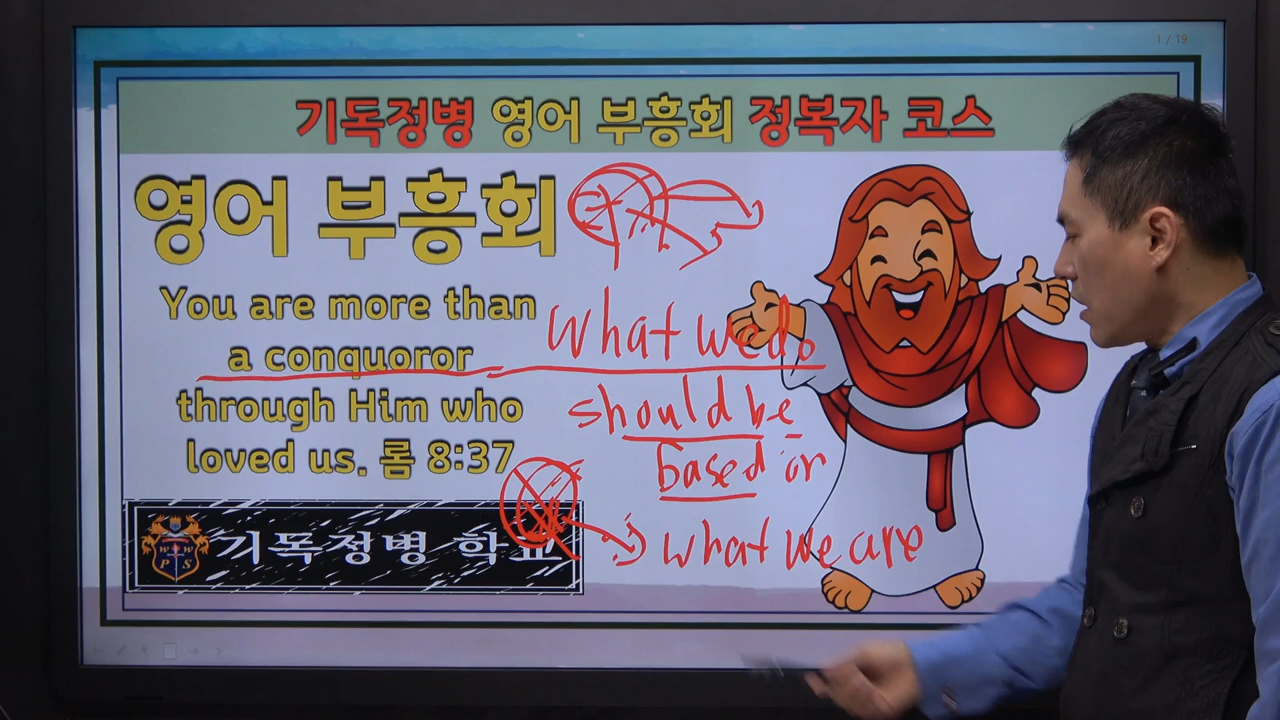 1 / 19
기독정병 영어 부흥회 정복자 코스
영어 부흥회
You are more than
a conquoror
through Him who
loved us. 롬 8:37
What we do
should be
based on
what we are
W W
P S
기독정병 학교